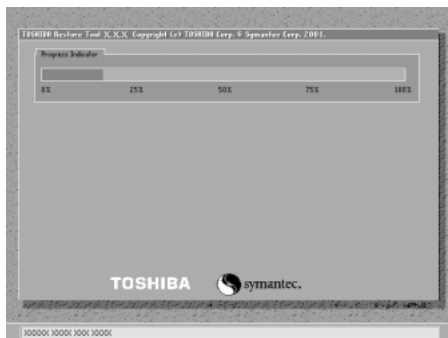 TOSHIBA Restore Tool X.X.X Copyright (c) TOSHIBA Corp. & Symantec Corp. 2001.
Progress Indicator
0% 25% 50% 75% 100%
TOSHIBA symantec.
XXXXX XXXX XXX XXXX